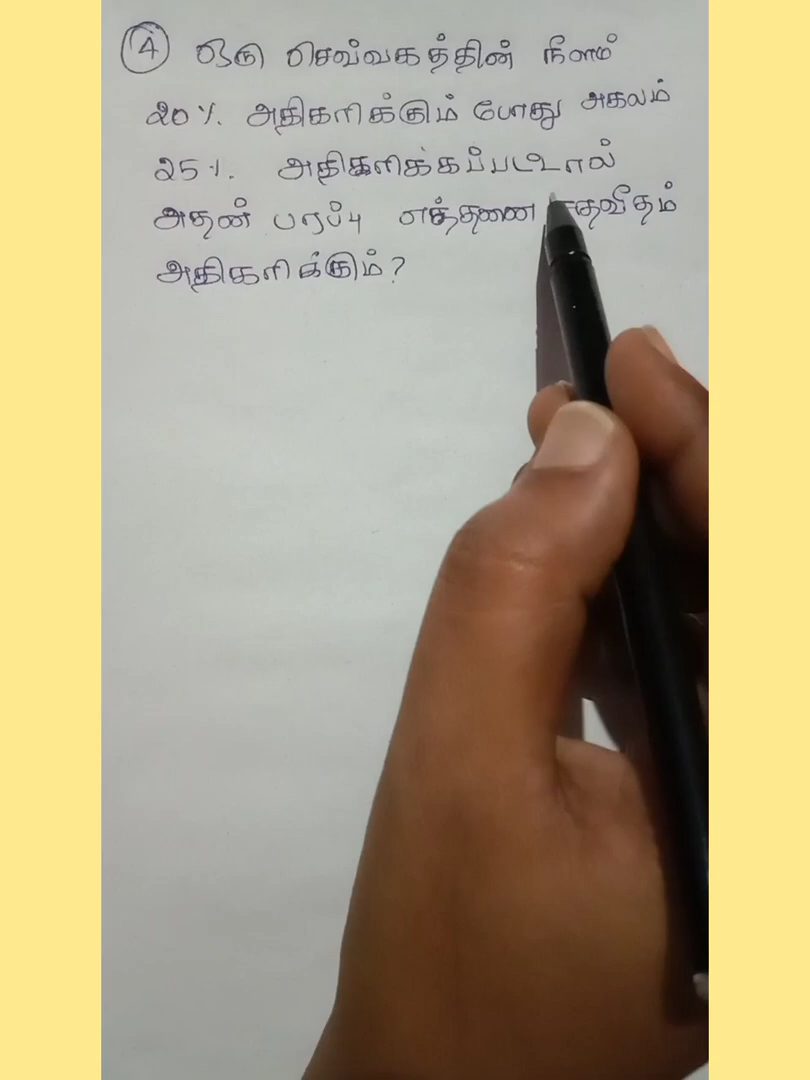 4 ஒரு செவ்வகத்தின் நீளம்
20%. அதிகரிக்கும் போது அகலம்
25%. அதிகரிக்கப்பட்டால்
அதன் பரப்பு எத்தனை சதவீதம்
அதிகரிக்கும்?